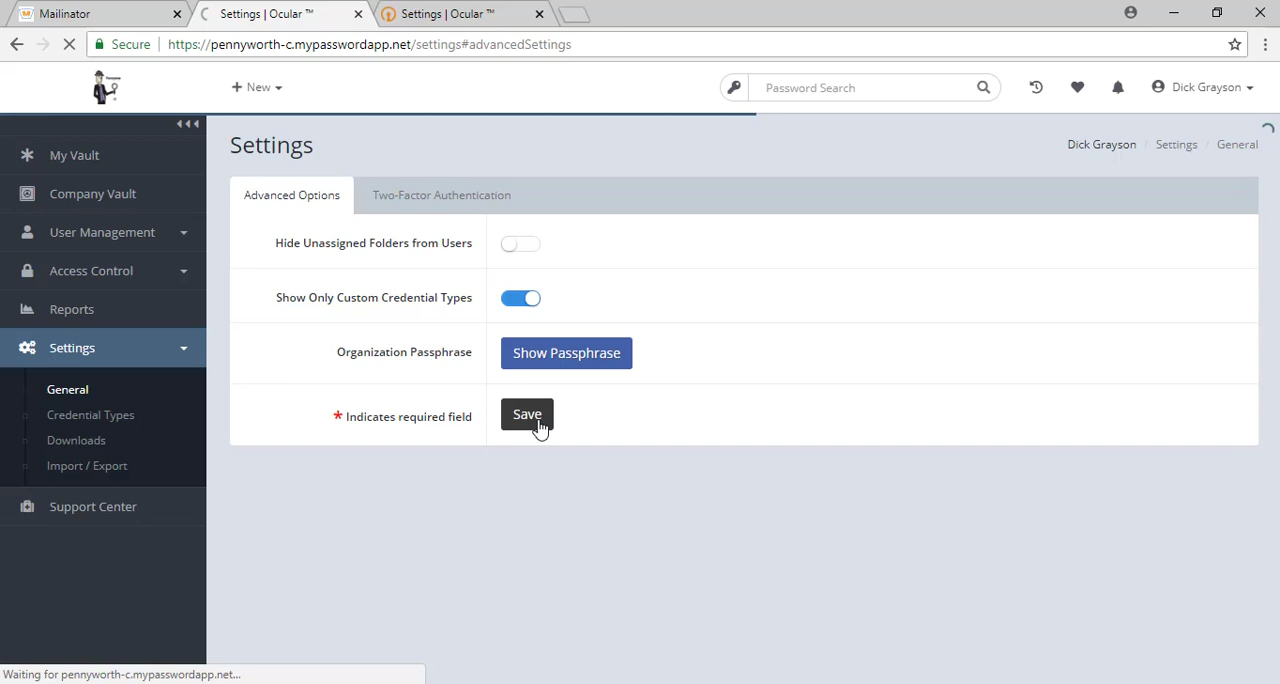 Mailinator
Settings | Ocular ™
Settings | Ocular ™
Secure
https://pennyworth-c.mypasswordapp.net/settings#advancedSettings
+ New
Password Search
Dick Grayson
Settings
Dick Grayson / Settings / General
My Vault
Company Vault
User Management
Access Control
Reports
Settings
General
Credential Types
Downloads
Import / Export
Support Center
Advanced Options
Two-Factor Authentication
Hide Unassigned Folders from Users
Show Only Custom Credential Types
Organization Passphrase
Show Passphrase
* Indicates required field
Save
Waiting for pennyworth-c.mypasswordapp.net...